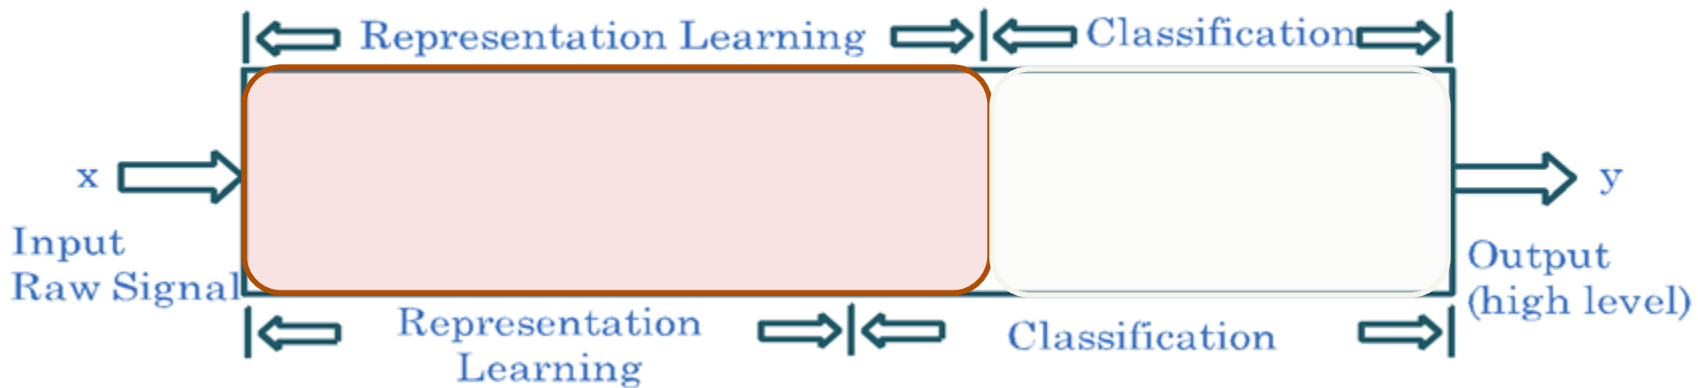 Representation Learning
Classification
x
y
Input
Raw Signal
Output
(high level)
Representation
Learning
Classification